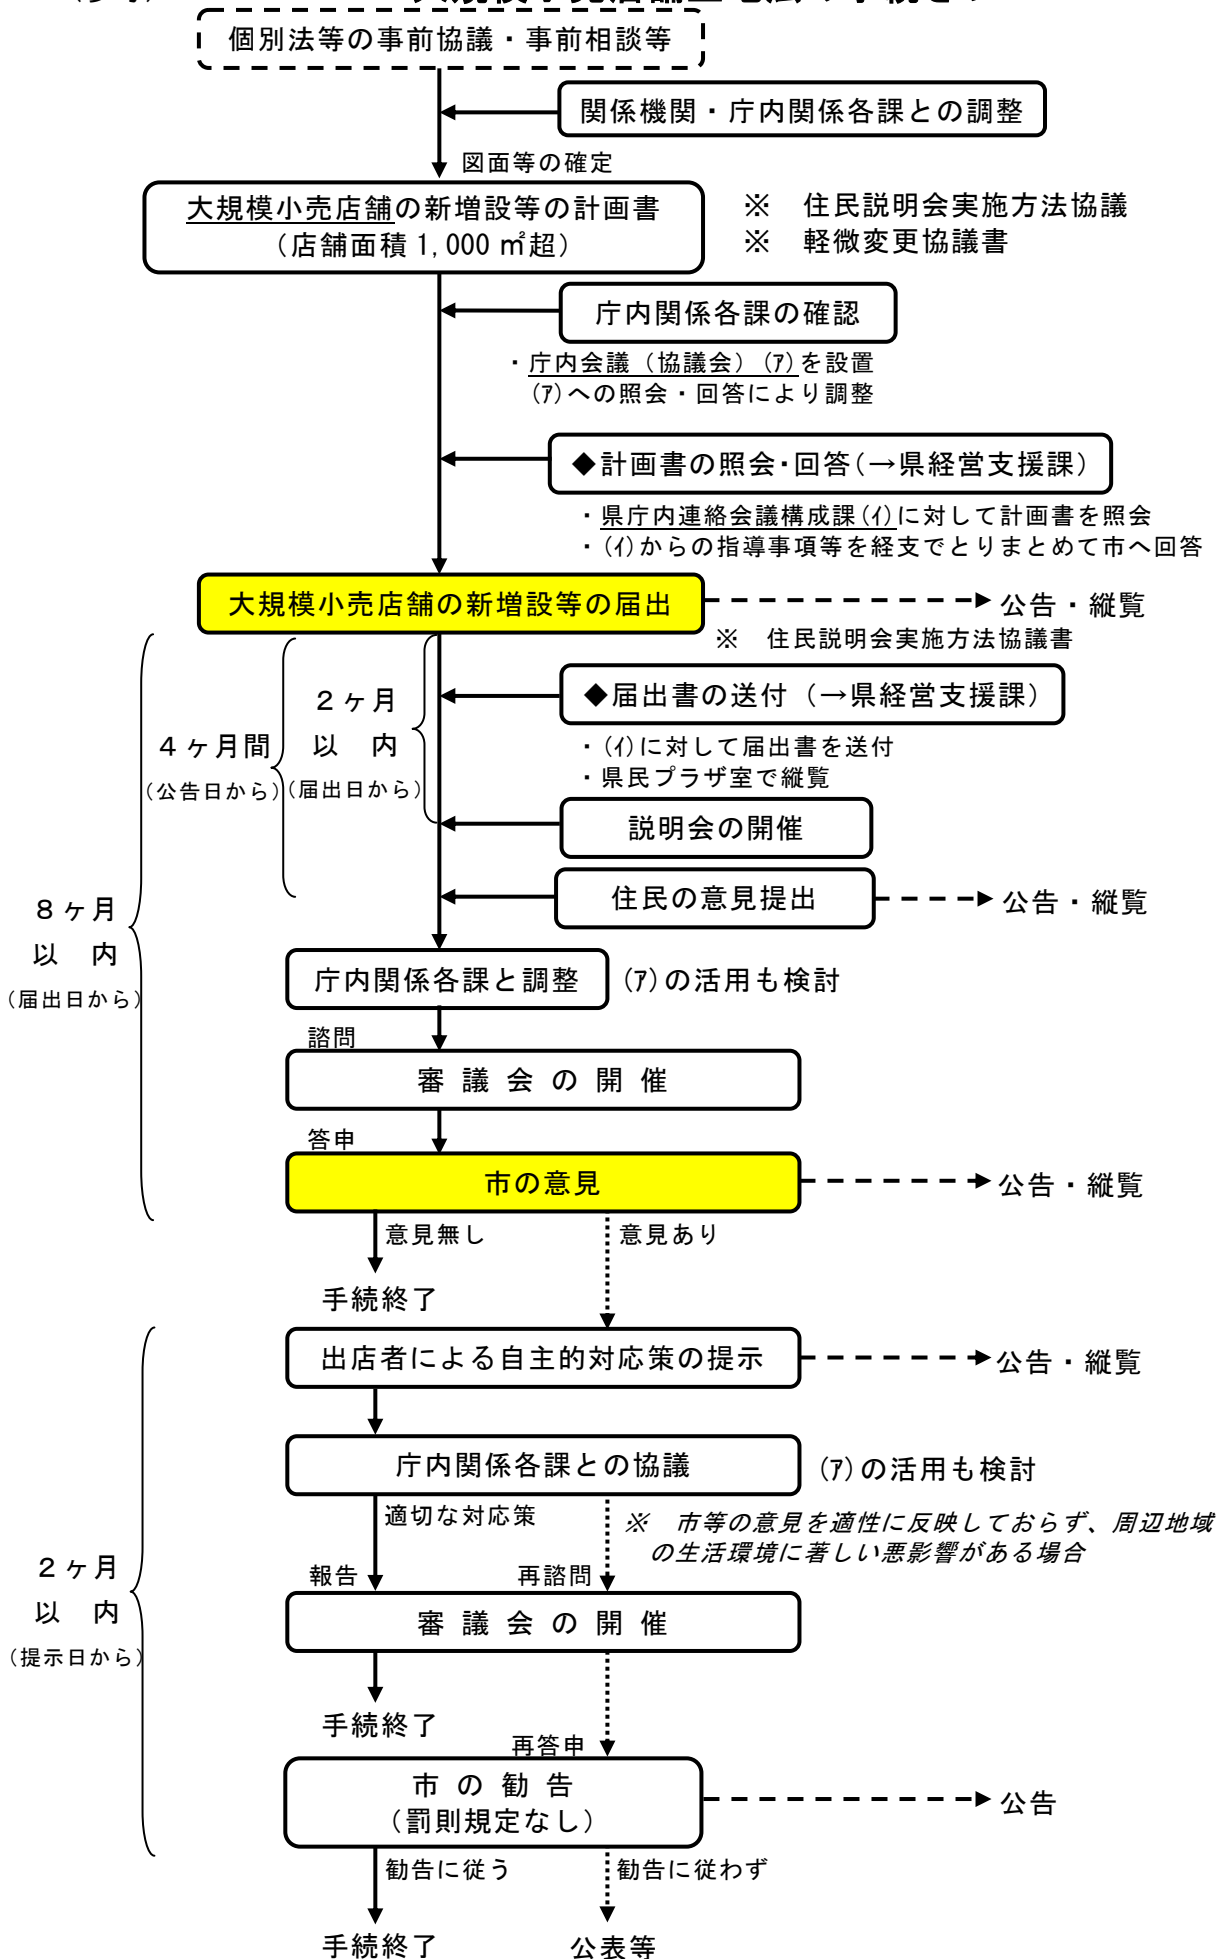 個別法等の事前協議・事前相談等
関係機関・庁内関係各課との調整
図面等の確定
大規模小売店舗の新増設等の計画書
(店舗面積 1,000 ㎡超)
※ 住民説明会実施方法協議
※ 軽微変更協議書
庁内関係各課の確認
・庁内会議（協議会）(ｱ)を設置
(ｱ)への照会・回答により調整
◆計画書の照会・回答(→県経営支援課)
・県庁内連絡会議構成課(ｲ)に対して計画書を照会
・(ｲ)からの指導事項等を経支でとりまとめて市へ回答
大規模小売店舗の新増設等の届出
公告・縦覧
※ 住民説明会実施方法協議書
◆届出書の送付（→県経営支援課）
・(ｲ)に対して届出書を送付
・県民プラザ室で縦覧
２ヶ月
以 内
(届出日から)
４ヶ月間
(公告日から)
説明会の開催
住民の意見提出
公告・縦覧
８ヶ月
以 内
(届出日から)
庁内関係各課と調整
(ｱ)の活用も検討
諮問
審 議 会 の 開 催
答申
市の意見
公告・縦覧
意見無し
意見あり
手続終了
出店者による自主的対応策の提示
公告・縦覧
庁内関係各課との協議
(ｱ)の活用も検討
適切な対応策
※ 市等の意見を適性に反映しておらず、周辺地域
の生活環境に著しい悪影響がある場合
２ヶ月
以 内
(提示日から)
報告
再諮問
審 議 会 の 開 催
手続終了
再答申
市 の 勧 告
(罰則規定なし)
公告
勧告に従う
勧告に従わず
手続終了
公表等